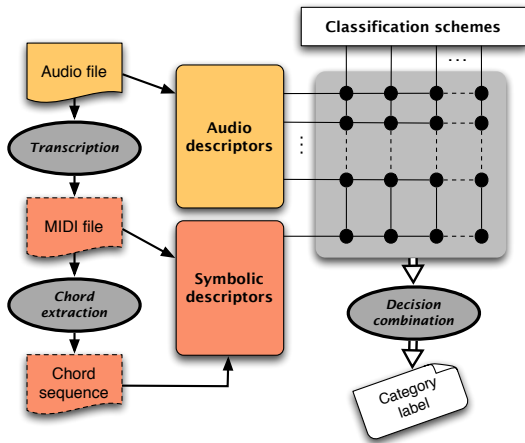 Classification schemes
...
Audio file
Audio
descriptors
...
Transcription
MIDI file
Symbolic
descriptors
Chord
extraction
Decision
combination
Chord
sequence
Category
label